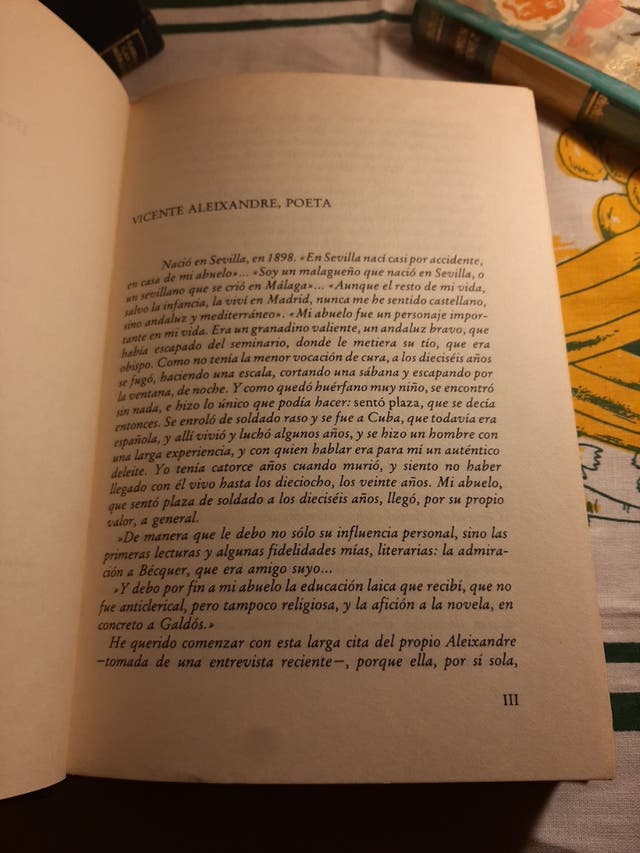 VICENTE ALEIXANDRE, POETA
Nació en Sevilla, en 1898. «En Sevilla nací casi por accidente,
en casa de mi abuelo»... «Soy un malagueño que nació en Sevilla, o
un sevillano que se crió en Málaga»... «Aunque el resto de mi vida,
salvo la infancia, la viví en Madrid, nunca me he sentido castellano,
sino andaluz y mediterráneo». «Mi abuelo fue un personaje impor-
tante en mi vida. Era un granadino valiente, un andaluz bravo, que
había escapado del seminario, donde le metiera su tío, que era
obispo. Como no tenía la menor vocación de cura, a los dieciséis años
se fugó, haciendo una escala, cortando una sábana y escapando por
la ventana, de noche. Y como quedó huérfano muy niño, se encontró
sin nada, e hizo lo único que podía hacer: sentó plaza, que se decía
entonces. Se enroló de soldado raso y se fue a Cuba, que todavía era
española, y allí vivió y luchó algunos años, y se hizo un hombre con
una larga experiencia, y con quien hablar era para mí un auténtico
deleite. Yo tenía catorce años cuando murió, y siento no haber
llegado con él vivo hasta los dieciocho, los veinte años. Mi abuelo,
que sentó plaza de soldado a los dieciséis años, llegó, por su propio
valor, a general.
»De manera que le debo no sólo su influencia personal, sino las
primeras lecturas y algunas fidelidades mías, literarias: la admira-
ción a Bécquer, que era amigo suyo...
»Y debo por fin a mi abuelo la educación laica que recibí, que no
fue anticlerical, pero tampoco religiosa, y la afición a la novela, en
concreto a Galdós.»
He querido comenzar con esta larga cita del propio Aleixandre
—tomada de una entrevista reciente—, porque ella, por sí sola,
III